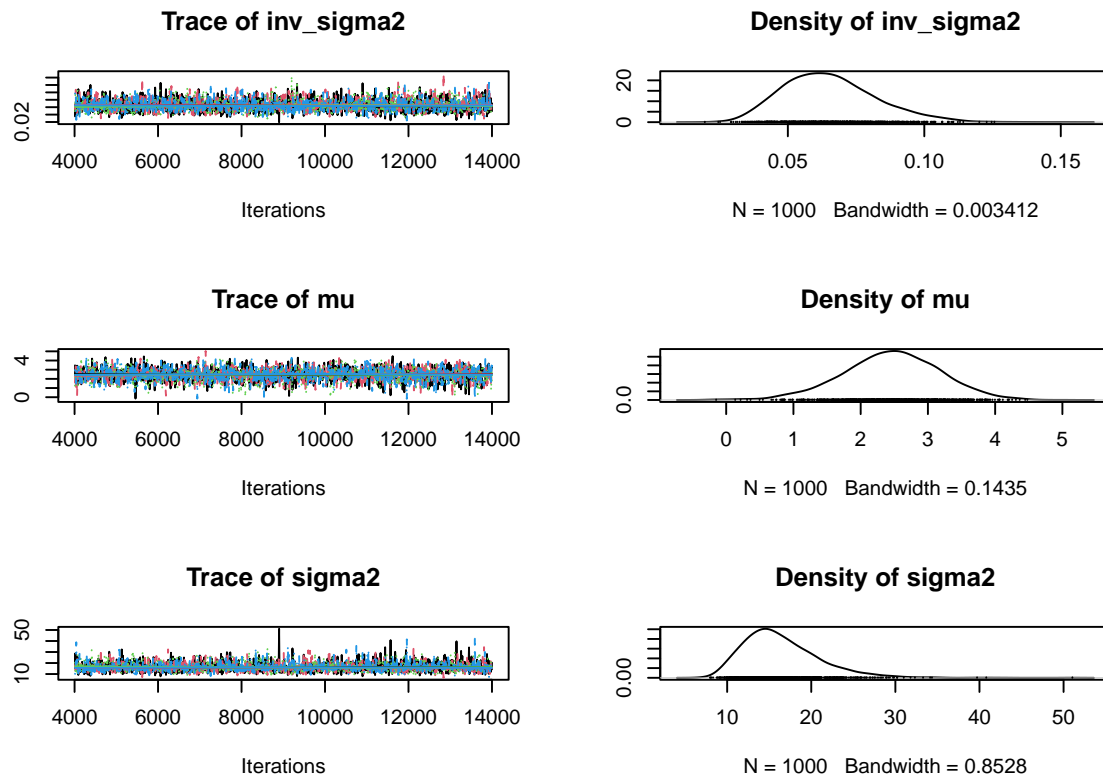 Trace of inv_sigma2
0.02
4000 6000 8000 10000 12000 14000
Iterations
Density of inv_sigma2
0 20
0.05 0.10 0.15
N = 1000 Bandwidth = 0.003412
Trace of mu
0 4
4000 6000 8000 10000 12000 14000
Iterations
Density of mu
0.0
0 1 2 3 4 5
N = 1000 Bandwidth = 0.1435
Trace of sigma2
10 50
4000 6000 8000 10000 12000 14000
Iterations
Density of sigma2
0.00
10 20 30 40 50
N = 1000 Bandwidth = 0.8528